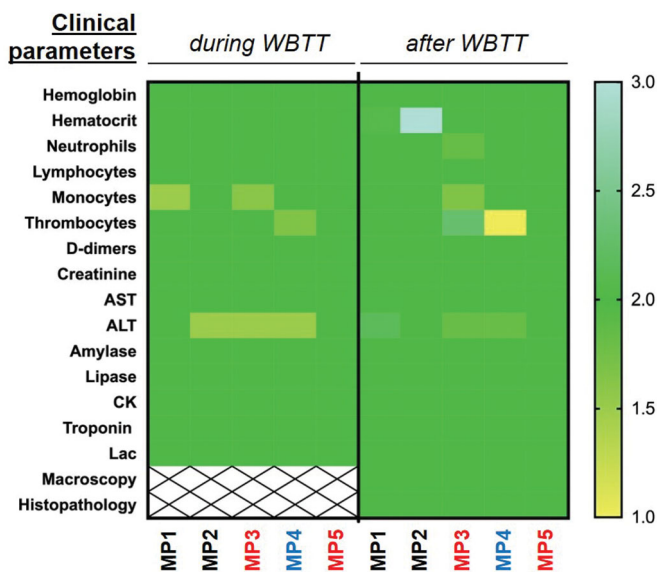 Clinical
parameters
during WBTT
after WBTT
Hemoglobin
Hematocrit
Neutrophils
Lymphocytes
Monocytes
Thrombocytes
D-dimers
Creatinine
AST
ALT
Amylase
Lipase
CK
Troponin
Lac
Macroscopy
Histopathology
MP1
MP2
MP3
MP4
MP5
MP1
MP2
MP3
MP4
MP5
3.0
2.5
2.0
1.5
1.0